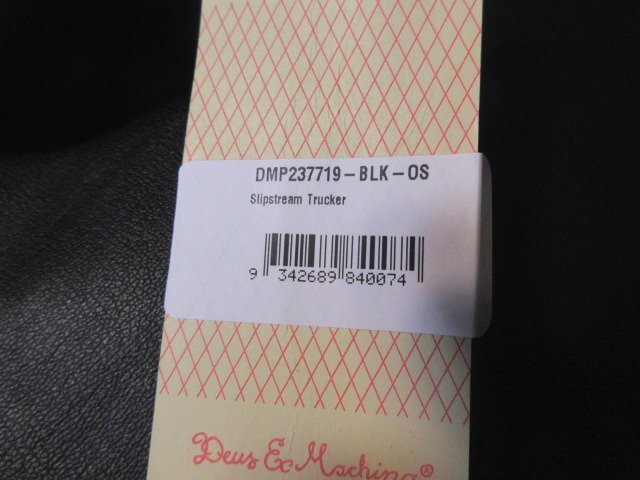 DMP237719-BLK-OS
Slipstream Trucker
9 342689 840074
Deus Ex Machina®